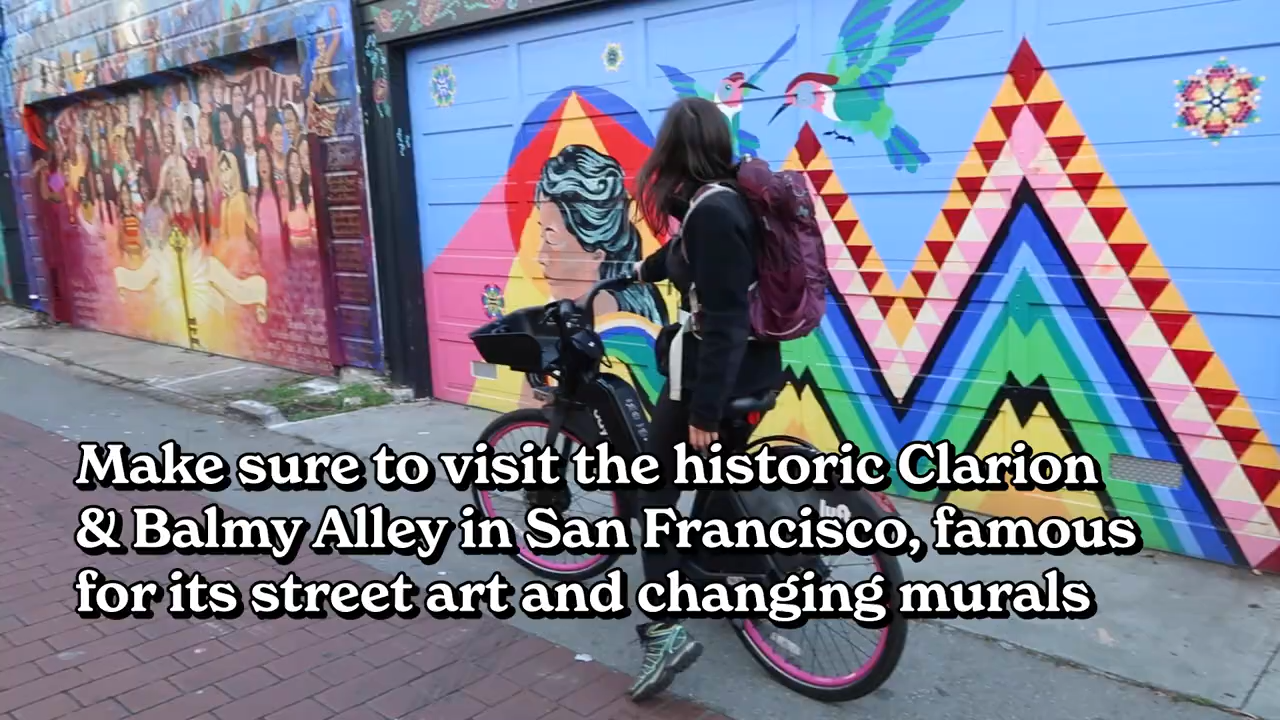 Make sure to visit the historic Clarion
& Balmy Alley in San Francisco, famous
for its street art and changing murals
lyft